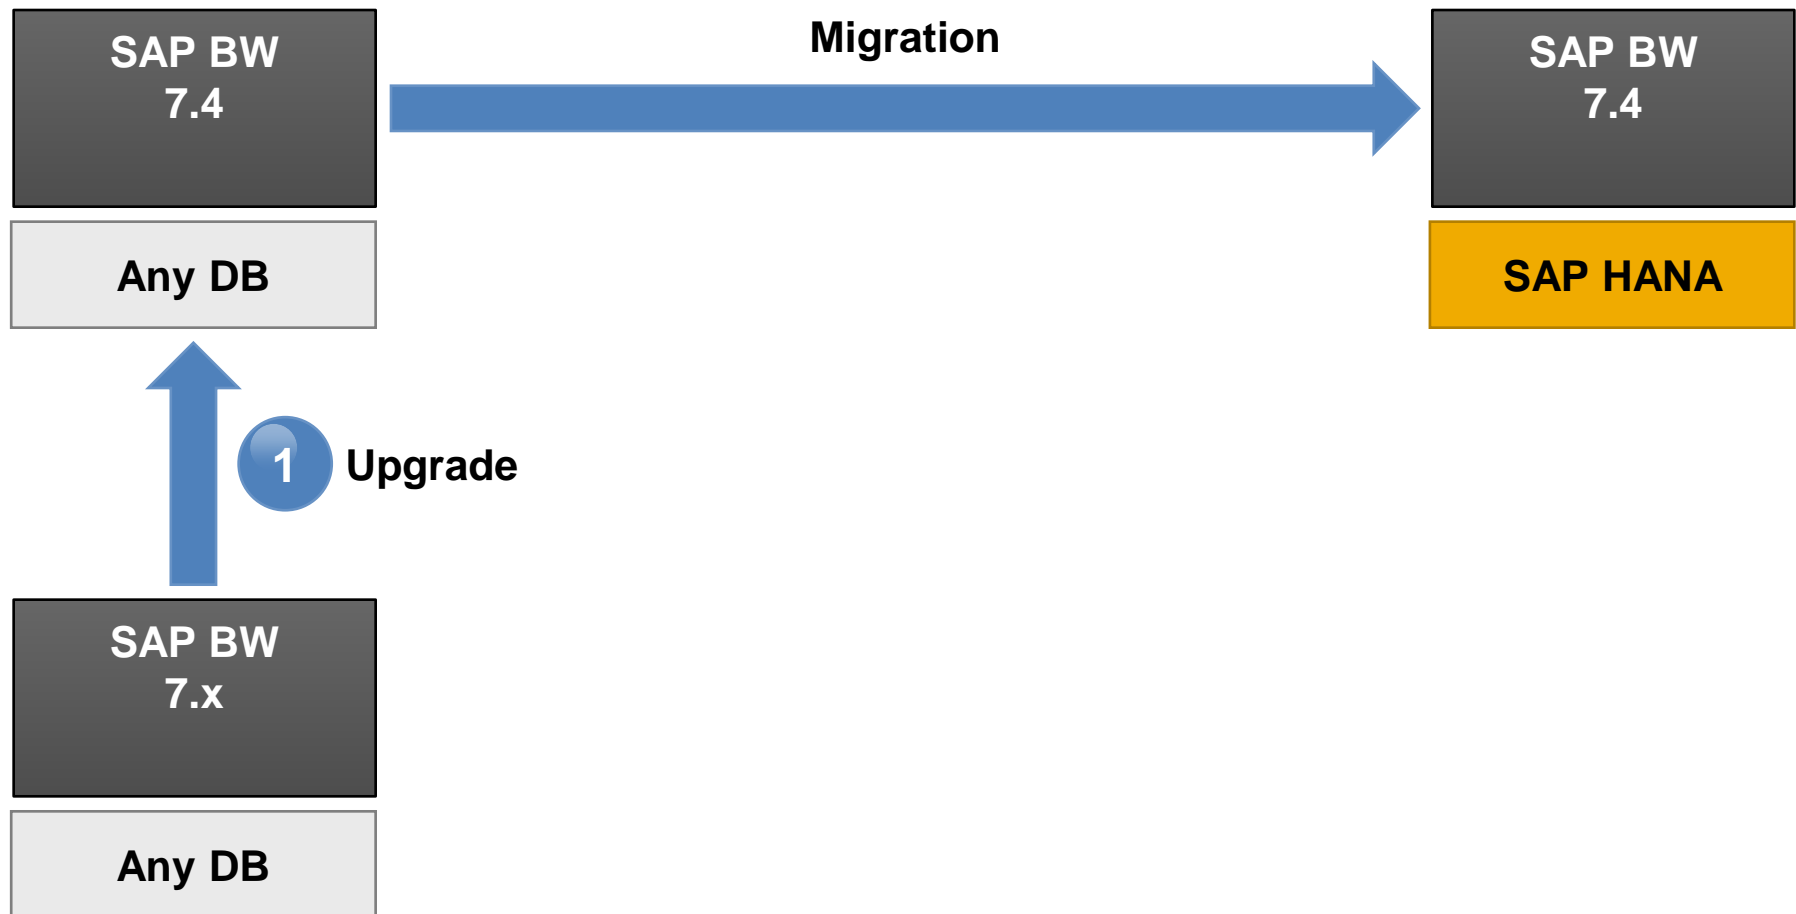 SAP BW
7.4
Any DB
Migration
SAP BW
7.4
SAP HANA
1
Upgrade
SAP BW
7.x
Any DB